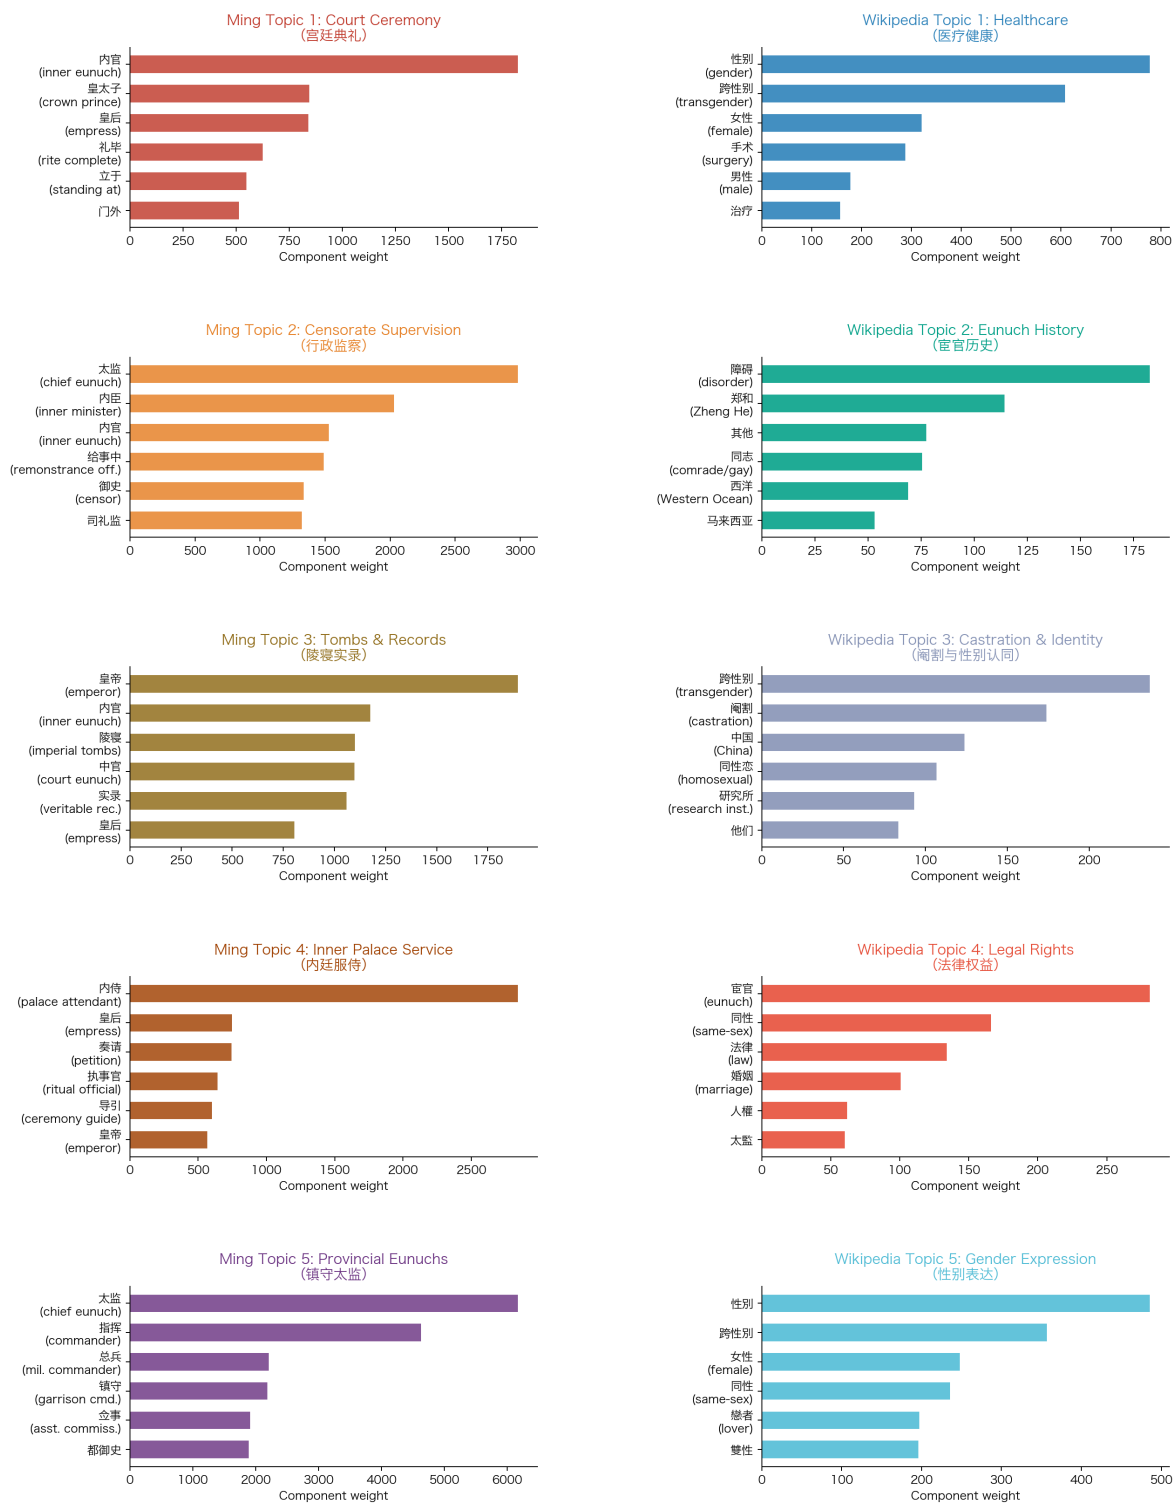 Ming Topic 1: Court Ceremony
（宫廷典礼）
内官
(inner eunuch)
皇太子
(crown prince)
皇后
(empress)
礼毕
(rite complete)
立于
(standing at)
门外
0 250 500 750 1000 1250 1500 1750
Component weight
Wikipedia Topic 1: Healthcare
（医疗健康）
性别
(gender)
跨性别
(transgender)
女性
(female)
手术
(surgery)
男性
(male)
治疗
0 100 200 300 400 500 600 700 800
Component weight
Ming Topic 2: Censorate Supervision
（行政监察）
太监
(chief eunuch)
内臣
(inner minister)
内官
(inner eunuch)
给事中
(remonstrance off.)
御史
(censor)
司礼监
0 500 1000 1500 2000 2500 3000
Component weight
Wikipedia Topic 2: Eunuch History
（宦官历史）
障碍
(disorder)
郑和
(Zheng He)
其他
同志
(comrade/gay)
西洋
(Western Ocean)
马来西亚
0 25 50 75 100 125 150 175
Component weight
Ming Topic 3: Tombs & Records
（陵寝实录）
皇帝
(emperor)
内官
(inner eunuch)
陵寝
(imperial tombs)
中官
(court eunuch)
实录
(veritable rec.)
皇后
(empress)
0 250 500 750 1000 1250 1500 1750
Component weight
Wikipedia Topic 3: Castration & Identity
（阉割与性别认同）
跨性别
(transgender)
阉割
(castration)
中国
(China)
同性恋
(homosexual)
研究所
(research inst.)
他们
0 50 100 150 200
Component weight
Ming Topic 4: Inner Palace Service
（内廷服侍）
内侍
(palace attendant)
皇后
(empress)
奏请
(petition)
执事官
(ritual official)
导引
(ceremony guide)
皇帝
(emperor)
0 500 1000 1500 2000 2500
Component weight
Wikipedia Topic 4: Legal Rights
（法律权益）
宦官
(eunuch)
同性
(same-sex)
法律
(law)
婚姻
(marriage)
人權
太監
0 50 100 150 200 250
Component weight
Ming Topic 5: Provincial Eunuchs
（镇守太监）
太监
(chief eunuch)
指挥
(commander)
总兵
(mil. commander)
镇守
(garrison cmd.)
佥事
(asst. commiss.)
都御史
0 1000 2000 3000 4000 5000 6000
Component weight
Wikipedia Topic 5: Gender Expression
（性别表达）
性別
跨性別
女性
(female)
同性
(same-sex)
戀者
(lover)
雙性
0 100 200 300 400 500
Component weight